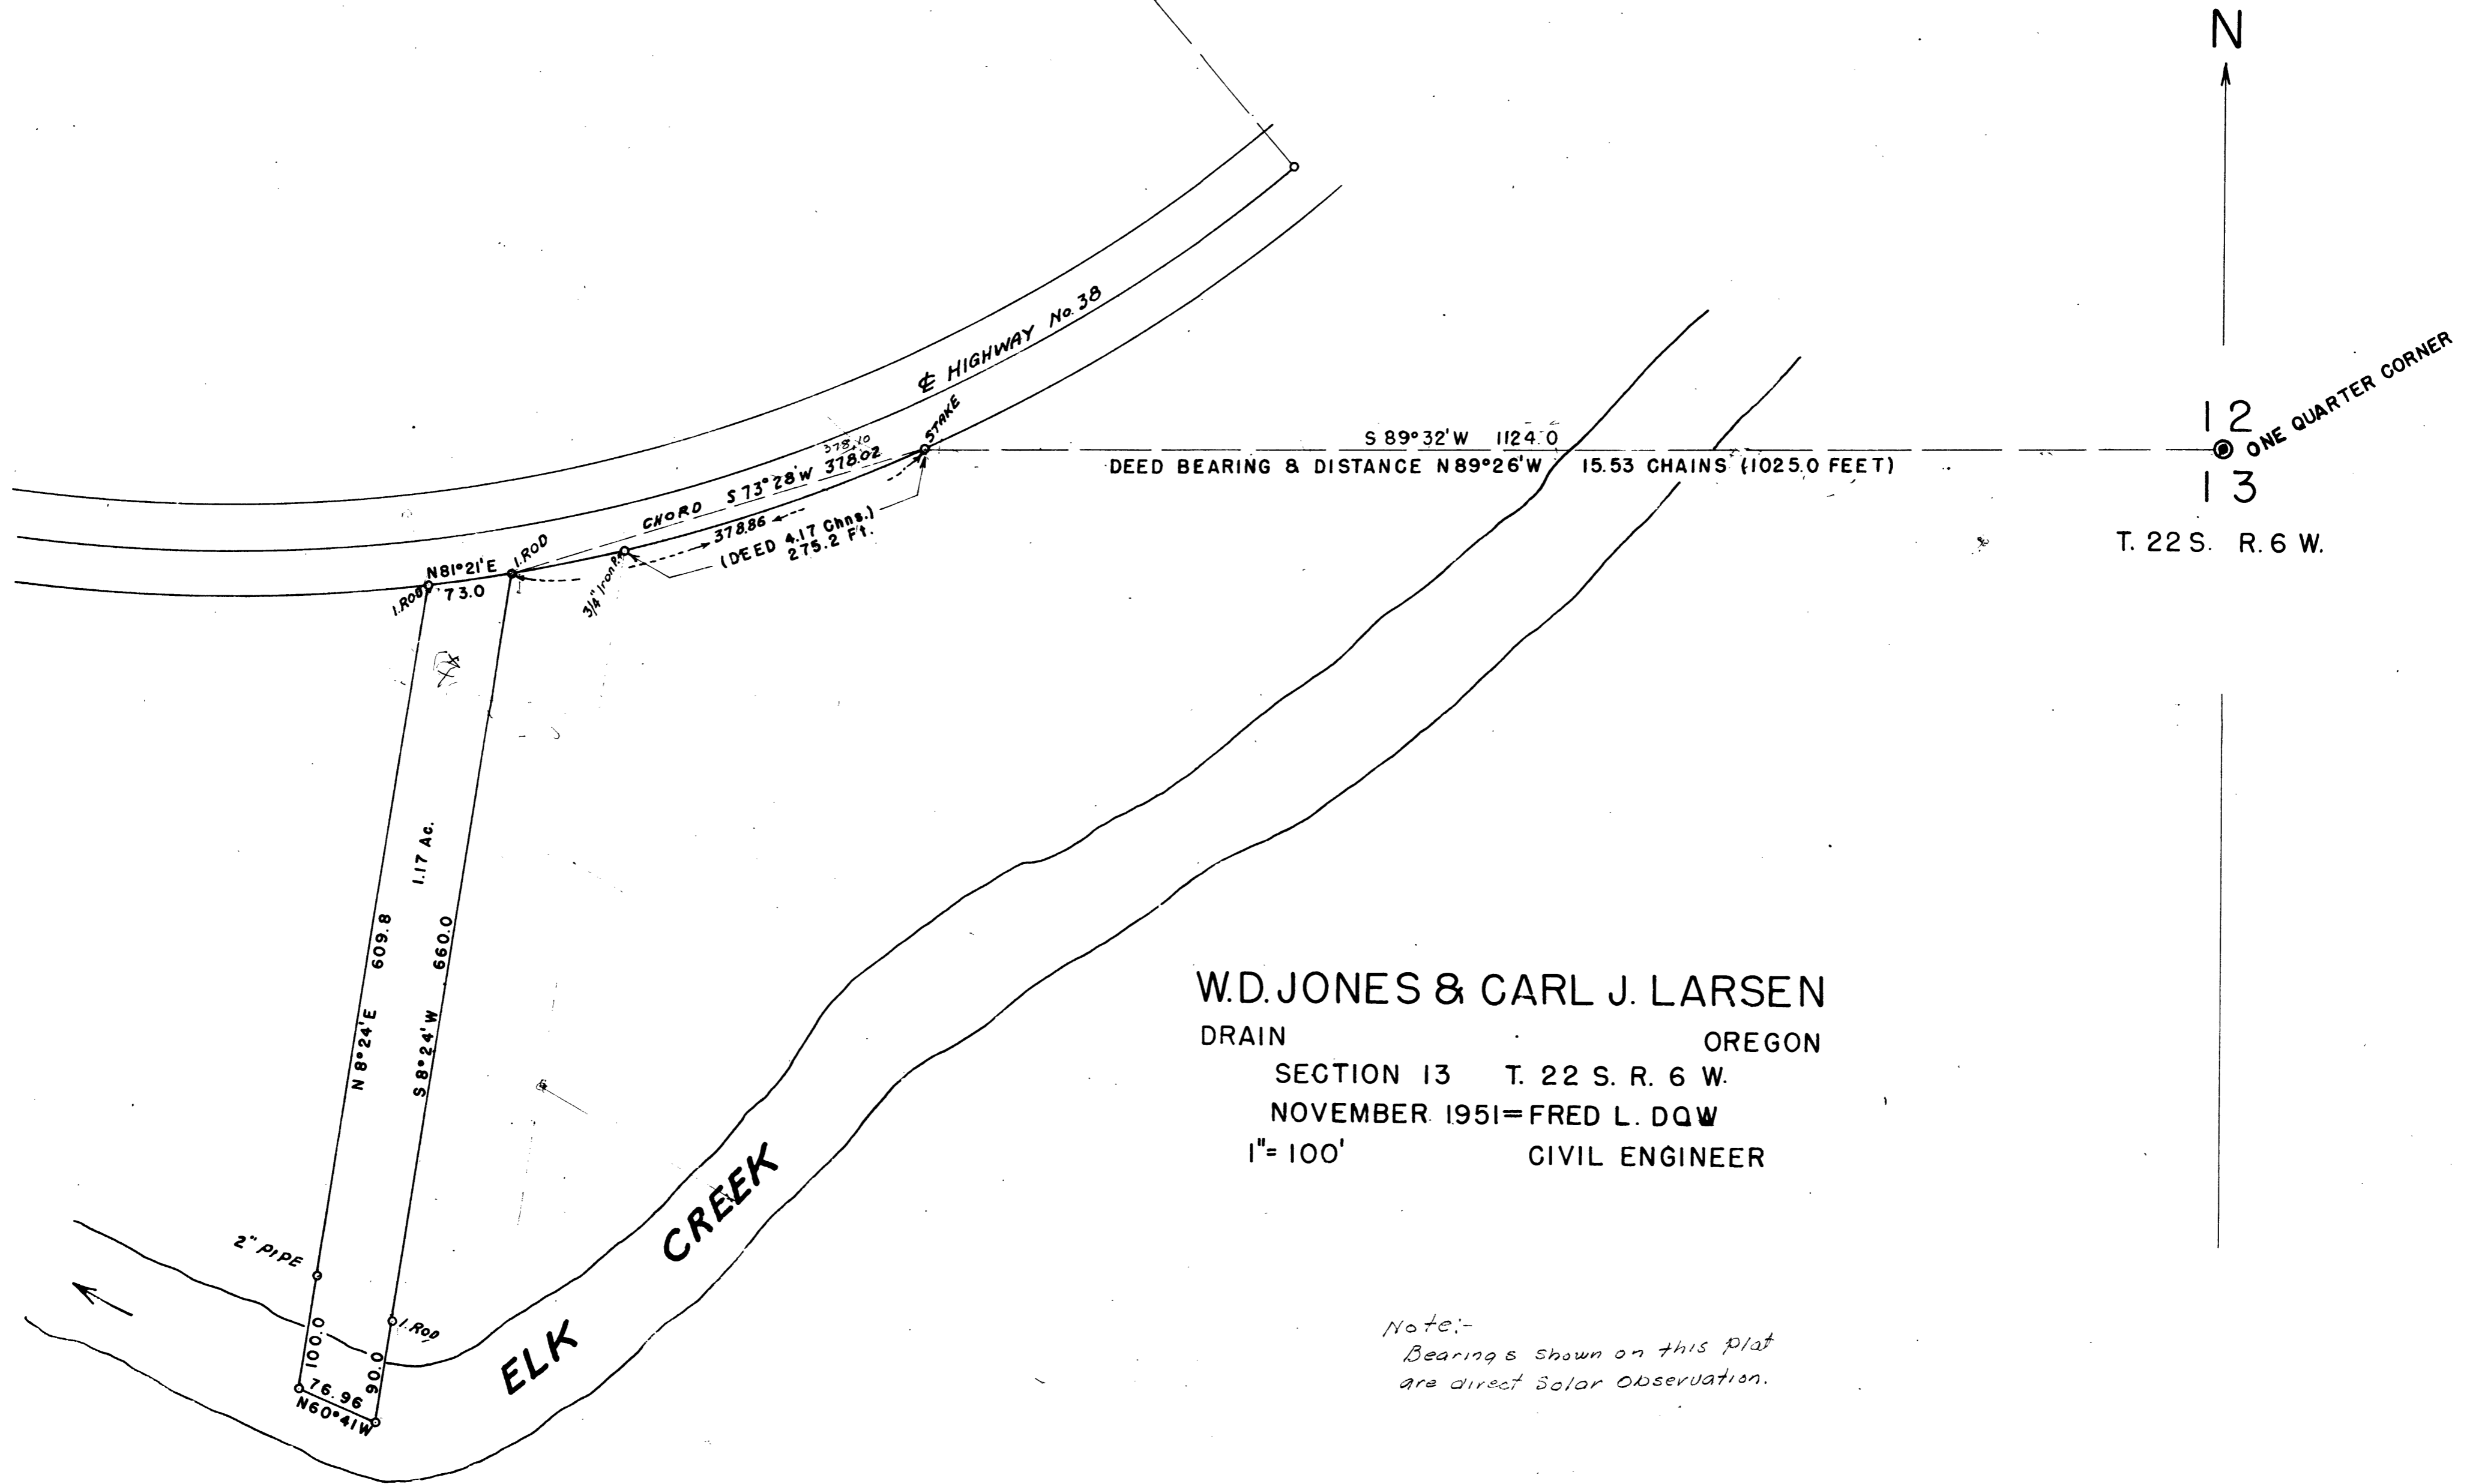 N
℄ HIGHWAY No. 38
STAKE
378.10
CHORD S 73°28'W 378.02
378.86
(DEED 4.17 Chns.)
275.2 Ft.
S 89°32'W 1124.0
DEED BEARING & DISTANCE N 89°26'W 15.53 CHAINS (1025.0 FEET)
12
ONE QUARTER CORNER
13
T. 22 S. R. 6 W.
N 81°21'E
73.0
I. ROD
I. ROD
3/4" Iron P.
1.17 Ac.
N 8°24'E 609.8
S 8°24'W 660.0
2" PIPE
I. ROD
100.0
90.0
76.96
N 60°41'W
ELK CREEK
W.D. JONES & CARL J. LARSEN
DRAIN OREGON
SECTION 13 T. 22 S. R. 6 W.
NOVEMBER 1951=FRED L. DOW
1"= 100' CIVIL ENGINEER
Note:-
Bearings shown on this plat
are direct Solar Observation.